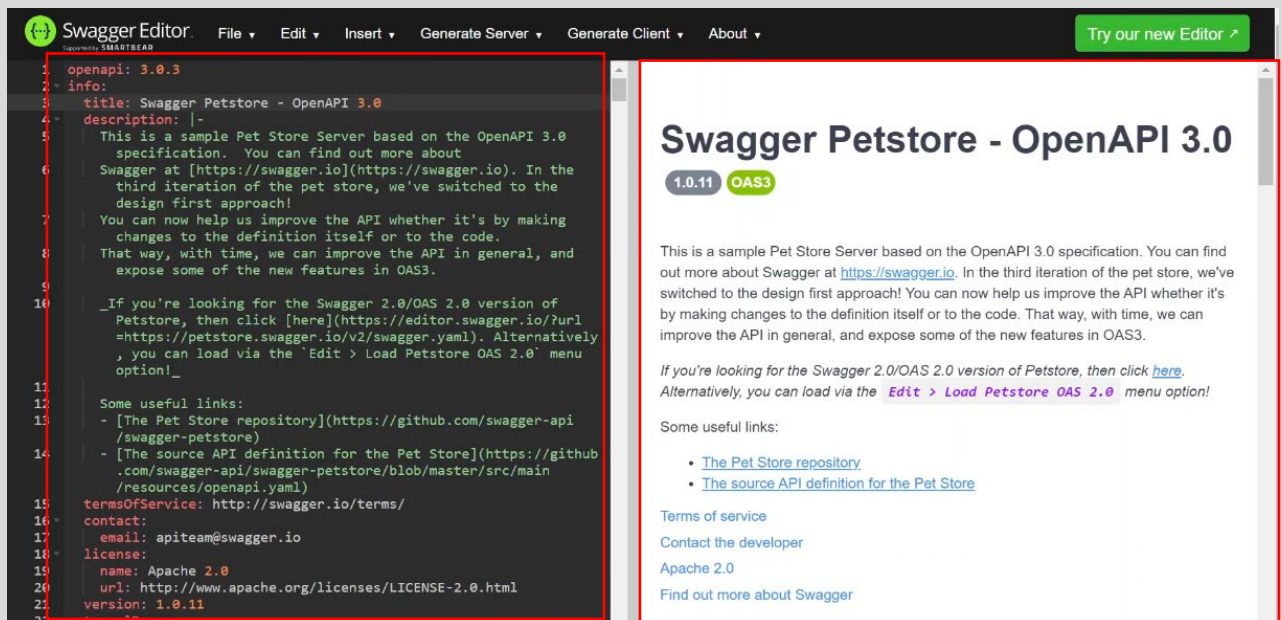 Swagger Editor.
Supported by SMARTBEAR
File Edit Insert Generate Server Generate Client About
Try our new Editor ↗
1 openapi: 3.0.3
2 info:
3 title: Swagger Petstore - OpenAPI 3.0
4 description: |-
5 This is a sample Pet Store Server based on the OpenAPI 3.0
specification.  You can find out more about
6 Swagger at [https://swagger.io](https://swagger.io). In the
third iteration of the pet store, we've switched to the
design first approach!
7 You can now help us improve the API whether it's by making
changes to the definition itself or to the code.
8 That way, with time, we can improve the API in general, and
expose some of the new features in OAS3.
9
10 _If you're looking for the Swagger 2.0/OAS 2.0 version of
Petstore, then click [here](https://editor.swagger.io/?url
=https://petstore.swagger.io/v2/swagger.yaml). Alternatively
, you can load via the `Edit > Load Petstore OAS 2.0` menu
option!_
11
12 Some useful links:
13 - [The Pet Store repository](https://github.com/swagger-api
/swagger-petstore)
14 - [The source API definition for the Pet Store](https://github
.com/swagger-api/swagger-petstore/blob/master/src/main
/resources/openapi.yaml)
15 termsOfService: http://swagger.io/terms/
16 contact:
17 email: apiteam@swagger.io
18 license:
19 name: Apache 2.0
20 url: http://www.apache.org/licenses/LICENSE-2.0.html
21 version: 1.0.11
Swagger Petstore - OpenAPI 3.0
1.0.11 OAS3
This is a sample Pet Store Server based on the OpenAPI 3.0 specification. You can find
out more about Swagger at https://swagger.io. In the third iteration of the pet store, we've
switched to the design first approach! You can now help us improve the API whether it's
by making changes to the definition itself or to the code. That way, with time, we can
improve the API in general, and expose some of the new features in OAS3.
If you're looking for the Swagger 2.0/OAS 2.0 version of Petstore, then click here.
Alternatively, you can load via the Edit > Load Petstore OAS 2.0 menu option!
Some useful links:
• The Pet Store repository
• The source API definition for the Pet Store
Terms of service
Contact the developer
Apache 2.0
Find out more about Swagger